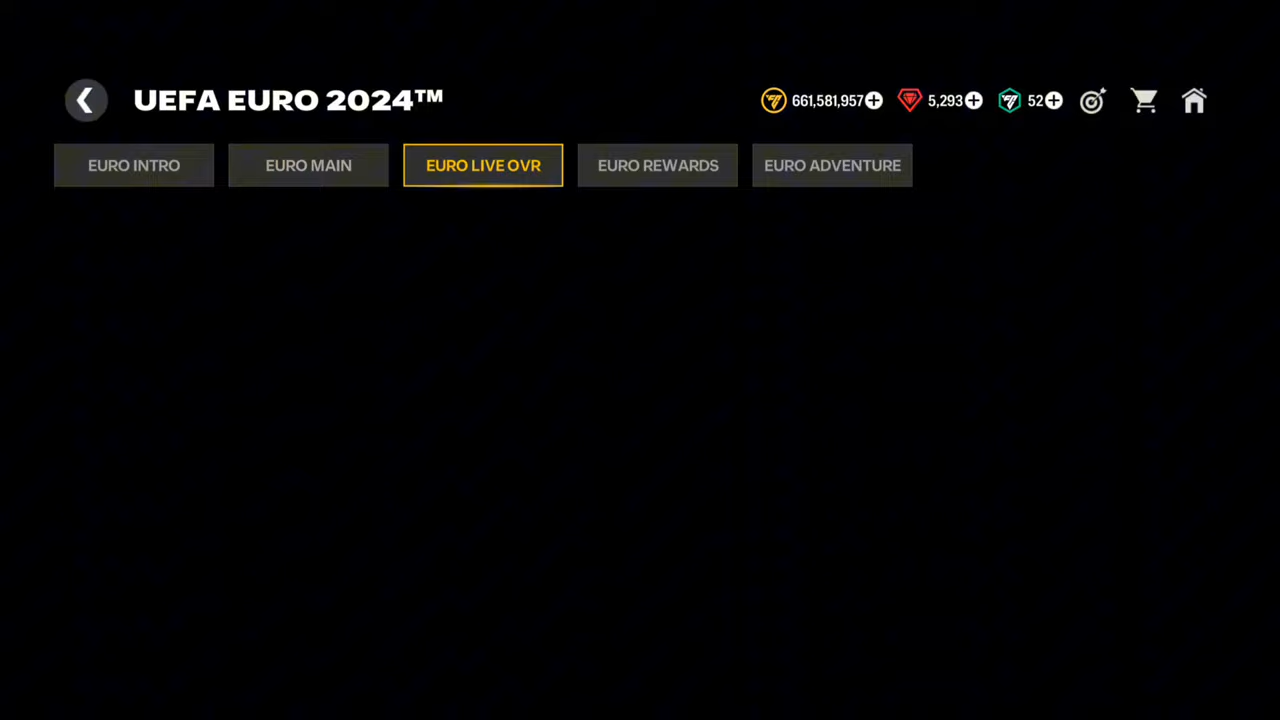 UEFA EURO 2024™ 661,581,957 5,293 52
EURO INTRO EURO MAIN EURO LIVE OVR EURO REWARDS EURO ADVENTURE